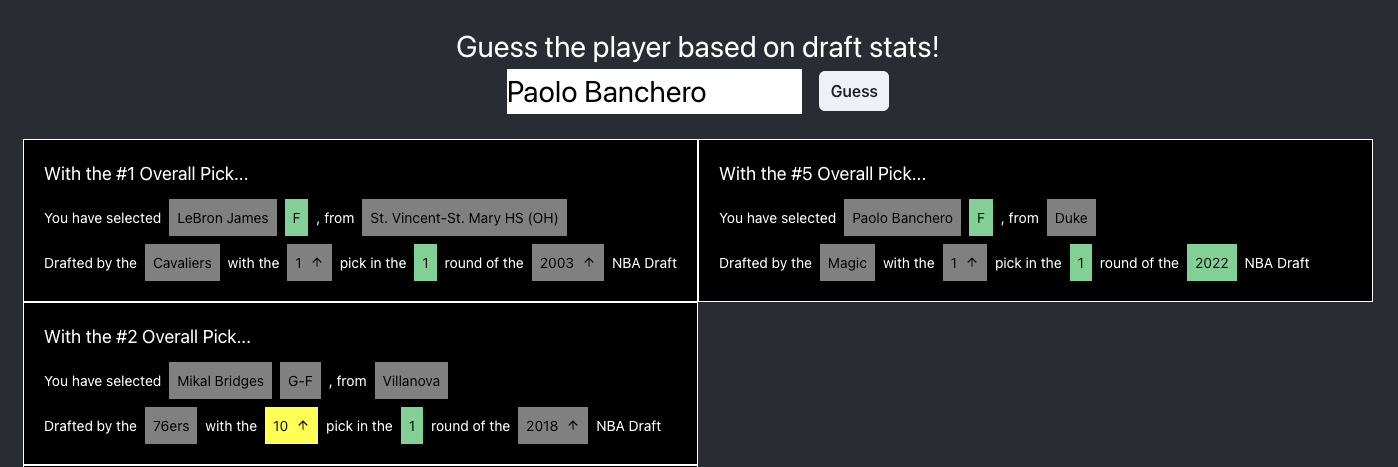 Guess the player based on draft stats!
Paolo Banchero Guess
With the #1 Overall Pick...
You have selected LeBron James F , from St. Vincent-St. Mary HS (OH)
Drafted by the Cavaliers with the 1 ↑ pick in the 1 round of the 2003 ↑ NBA Draft
With the #5 Overall Pick...
You have selected Paolo Banchero F , from Duke
Drafted by the Magic with the 1 ↑ pick in the 1 round of the 2022 NBA Draft
With the #2 Overall Pick...
You have selected Mikal Bridges G-F , from Villanova
Drafted by the 76ers with the 10 ↑ pick in the 1 round of the 2018 ↑ NBA Draft